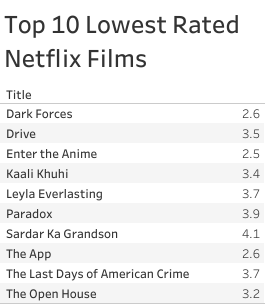 Top 10 Lowest Rated
Netflix Films
Title
Dark Forces 2.6
Drive 3.5
Enter the Anime 2.5
Kaali Khuhi 3.4
Leyla Everlasting 3.7
Paradox 3.9
Sardar Ka Grandson 4.1
The App 2.6
The Last Days of American Crime 3.7
The Open House 3.2